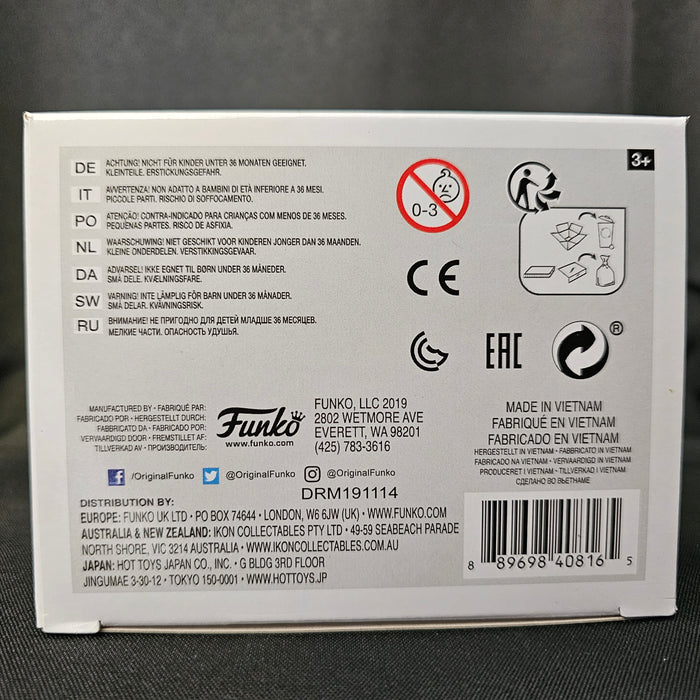 DE ACHTUNG! NICHT FÜR KINDER UNTER 36 MONATEN GEEIGNET.
KLEINTEILE. ERSTICKUNGSGEFAHR.
IT AVVERTENZA! NON ADATTO A BAMBINI DI ETÀ INFERIORE A 36 MESI.
PICCOLE PARTI. RISCHIO DI SOFFOCAMENTO.
PO ATENÇÃO! CONTRA-INDICADO PARA CRIANÇAS COM MENOS DE 36 MESES.
PEQUENAS PARTES. RISCO DE ASFIXIA.
NL WAARSCHUWING! NIET GESCHIKT VOOR KINDEREN JONGER DAN 36 MAANDEN.
KLEINE ONDERDELEN. VERSTIKKINGSGEVAAR.
DA ADVARSEL! IKKE EGNET TIL BØRN UNDER 36 MÅNEDER.
SMÅ DELE. KVÆLNINGSFARE.
SW VARNING! INTE LÄMPLIG FÖR BARN UNDER 36 MÅNADER.
SMÅ DELAR. KVÄVNINGSRISK.
RU ВНИМАНИЕ! НЕ ПРИГОДНО ДЛЯ ДЕТЕЙ МЛАДШЕ 36 МЕСЯЦЕВ.
МЕЛКИЕ ЧАСТИ. ОПАСНОСТЬ УДУШЬЯ.
0-3
3+
CE
EAC
®
MANUFACTURED BY • FABRIQUÉ PAR:
FABRICADO POR • HERGESTELLT DURCH:
FABBRICATO DA • FABRICADO POR:
VERVAARDIGD DOOR • FREMSTILLET AF:
TILLVERKAD AV • ПРОИЗВОДИТЕЛЬ:
Funko
www.funko.com
FUNKO, LLC 2019
2802 WETMORE AVE
EVERETT, WA 98201
(425) 783-3616
MADE IN VIETNAM
FABRIQUÉ EN VIETNAM
FABRICADO EN VIETNAM
HERGESTELLT IN VIETNAM • FABBRICATO IN VIETNAM
FABRICADO NA VIETNAM • VERVAARDIGD IN VIETNAM
PRODUCERET I VIETNAM • TILLVERKAD I VIETNAM
СДЕЛАНО ВО ВЬЕТНАМЕ
f /OriginalFunko @OriginalFunko @OriginalFunko
DRM191114
DISTRIBUTION BY:
EUROPE: FUNKO UK LTD • PO BOX 74644 • LONDON, W6 6JW (UK) • WWW.FUNKO.COM
AUSTRALIA & NEW ZEALAND: IKON COLLECTABLES PTY LTD • 49-59 SEABEACH PARADE
NORTH SHORE, VIC 3214 AUSTRALIA • WWW.IKONCOLLECTABLES.COM.AU
JAPAN: HOT TOYS JAPAN CO., INC. • G BLDG 3RD FLOOR
JINGUMAE 3-30-12 • TOKYO 150-0001 • WWW.HOTTOYS.JP
8 89698 40816 5